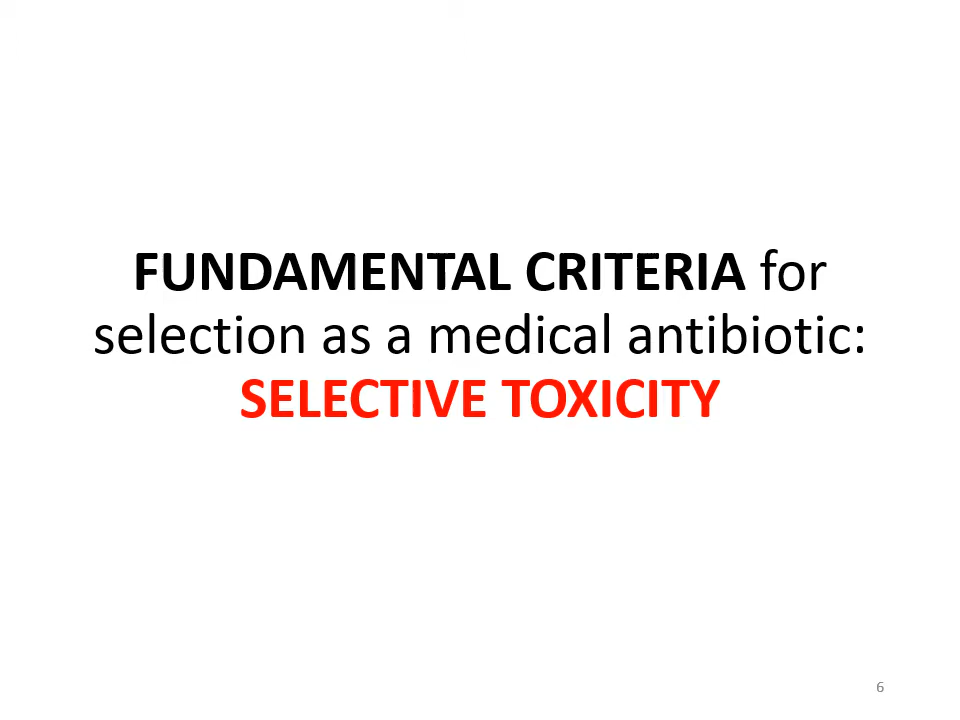 FUNDAMENTAL CRITERIA for
selection as a medical antibiotic:
SELECTIVE TOXICITY
6